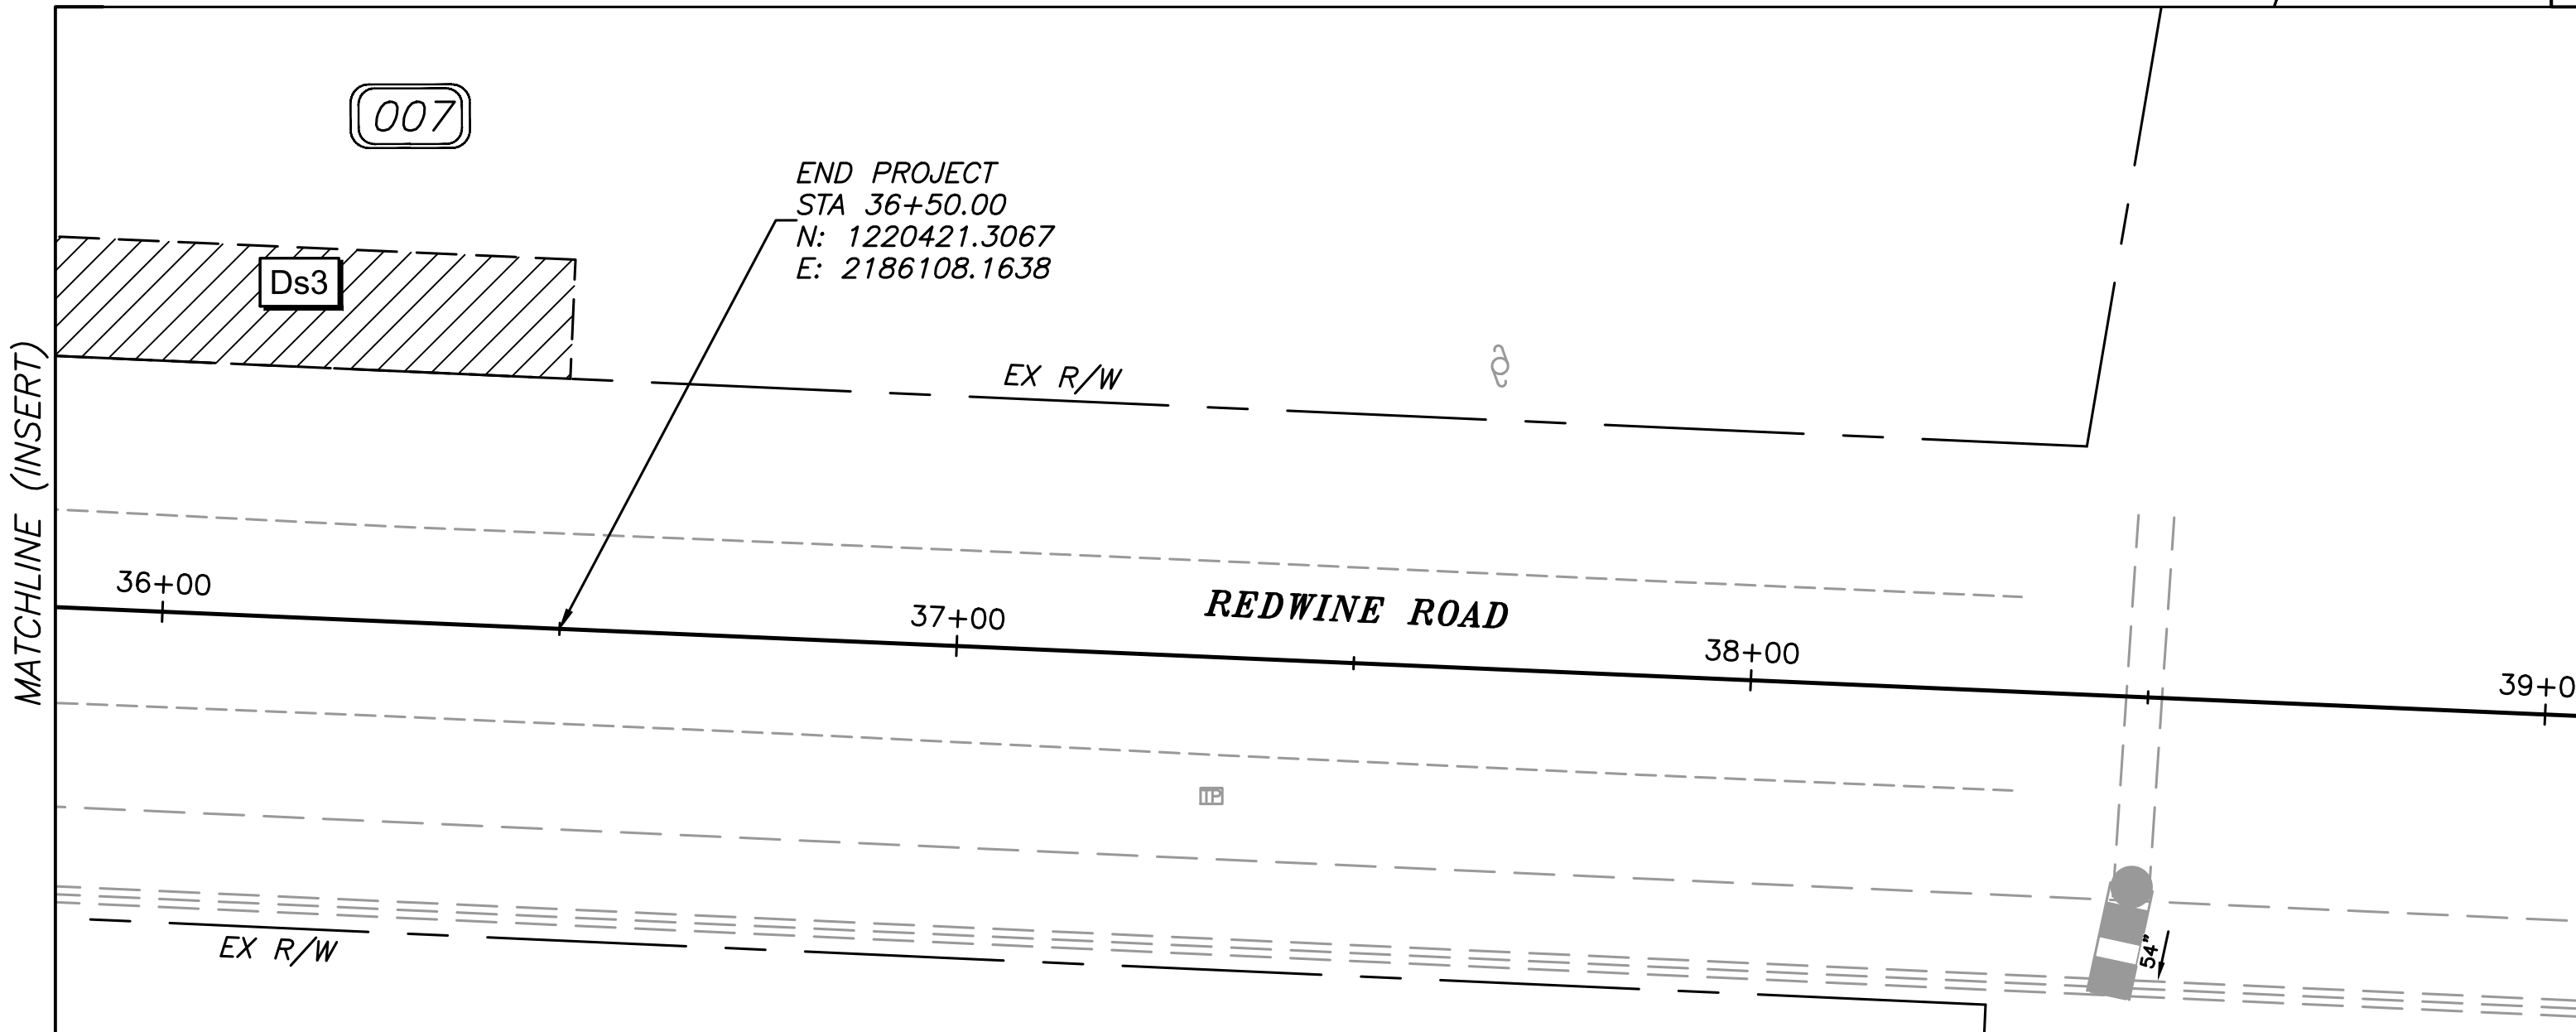 007
END PROJECT
STA 36+50.00
N: 1220421.3067
E: 2186108.1638
Ds3
MATCHLINE (INSERT)
EX R/W
36+00
37+00
REDWINE ROAD
38+00
39+0
TP
EX R/W
54"